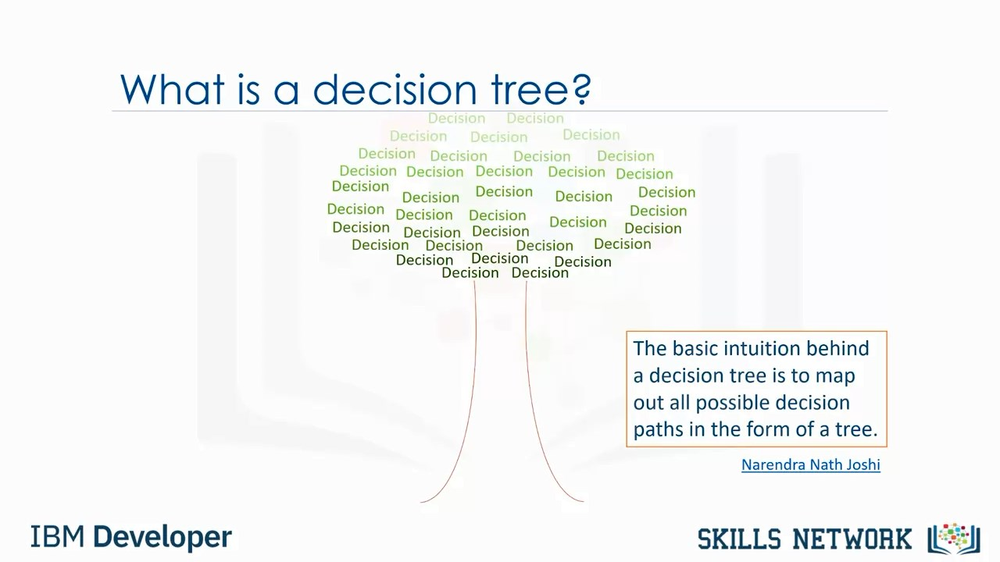 What is a decision tree?
Decision Decision
Decision Decision Decision
Decision Decision Decision Decision
Decision Decision Decision Decision Decision
Decision Decision Decision Decision Decision
Decision Decision Decision Decision Decision
Decision Decision Decision Decision
Decision Decision Decision Decision
Decision Decision Decision
Decision Decision
The basic intuition behind
a decision tree is to map
out all possible decision
paths in the form of a tree.
Narendra Nath Joshi
IBM Developer
SKILLS NETWORK